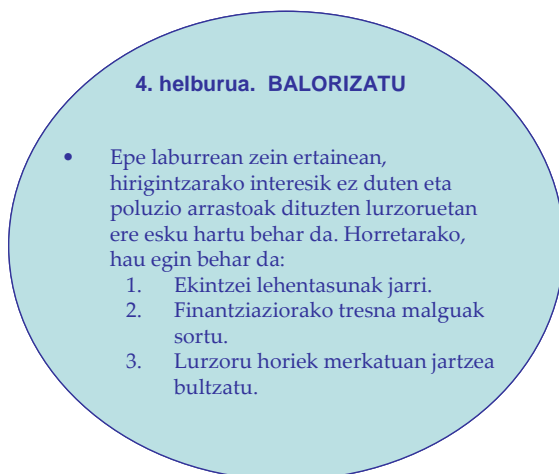 4. helburua. BALORIZATU
• Epe laburrean zein ertainean,
hirigintzarako interesik ez duten eta
poluzio arrastoak dituzten lurzoruetan
ere esku hartu behar da. Horretarako,
hau egin behar da:
1. Ekintzei lehentasunak jarri.
2. Finantziaziorako tresna malguak
sortu.
3. Lurzoru horiek merkatuan jartzea
bultzatu.